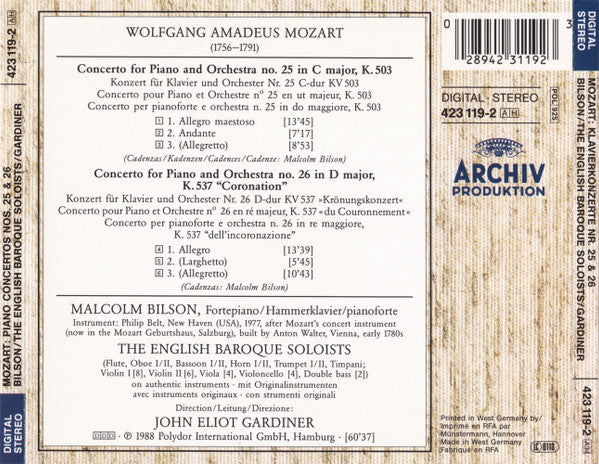 DIGITAL STEREO
423 119-2 AH
MOZART: PIANO CONCERTOS NOS. 25 & 26
BILSON/THE ENGLISH BAROQUE SOLOISTS/GARDINER
WOLFGANG AMADEUS MOZART
(1756–1791)
Concerto for Piano and Orchestra no. 25 in C major, K. 503
Konzert für Klavier und Orchester Nr. 25 C-dur KV 503
Concerto pour Piano et Orchestre nº 25 en ut majeur, K. 503
Concerto per pianoforte e orchestra n. 25 in do maggiore, K. 503
1 1. Allegro maestoso [13'45]
2 2. Andante [7'17]
3 3. (Allegretto) [8'53]
(Cadenzas/Kadenzen/Cadences/Cadenze: Malcolm Bilson)
Concerto for Piano and Orchestra no. 26 in D major,
K. 537 “Coronation”
Konzert für Klavier und Orchester Nr. 26 D-dur KV 537 »Krönungskonzert«
Concerto pour Piano et Orchestre nº 26 en ré majeur, K. 537 «du Couronnement»
Concerto per pianoforte e orchestra n. 26 in re maggiore,
K. 537 “dell'incoronazione”
4 1. Allegro [13'39]
5 2. (Larghetto) [5'45]
6 3. (Allegretto) [10'43]
(Cadenzas: Malcolm Bilson)
MALCOLM BILSON, Fortepiano/Hammerklavier/pianoforte
Instrument: Philip Belt, New Haven (USA), 1977, after Mozart's concert instrument
(now in the Mozart Geburtshaus, Salzburg), built by Anton Walter, Vienna, early 1780s
THE ENGLISH BAROQUE SOLOISTS
(Flute, Oboe I/II, Bassoon I/II, Horn I/II, Trumpet I/II, Timpani;
Violin I [8], Violin II [6], Viola [4], Violoncello [4], Double bass [2])
on authentic instruments · mit Originalinstrumenten
avec instruments originaux · con strumenti originali
Direction/Leitung/Direzione:
JOHN ELIOT GARDINER
DDD · ℗ 1988 Polydor International GmbH, Hamburg · [60'37]
0 28942 31192 3
DIGITAL · STEREO
423 119-2 AH
POL 925
ARCHIV
PRODUKTION
Printed in West Germany by/
Imprimé en RFA par
Münstermann, Hannover
Made in West Germany
Fabriqué en RFA
DIGITAL STEREO
MOZART: KLAVIERKONZERTE NR. 25 & 26
BILSON/THE ENGLISH BAROQUE SOLOISTS/GARDINER
423 119-2 AH